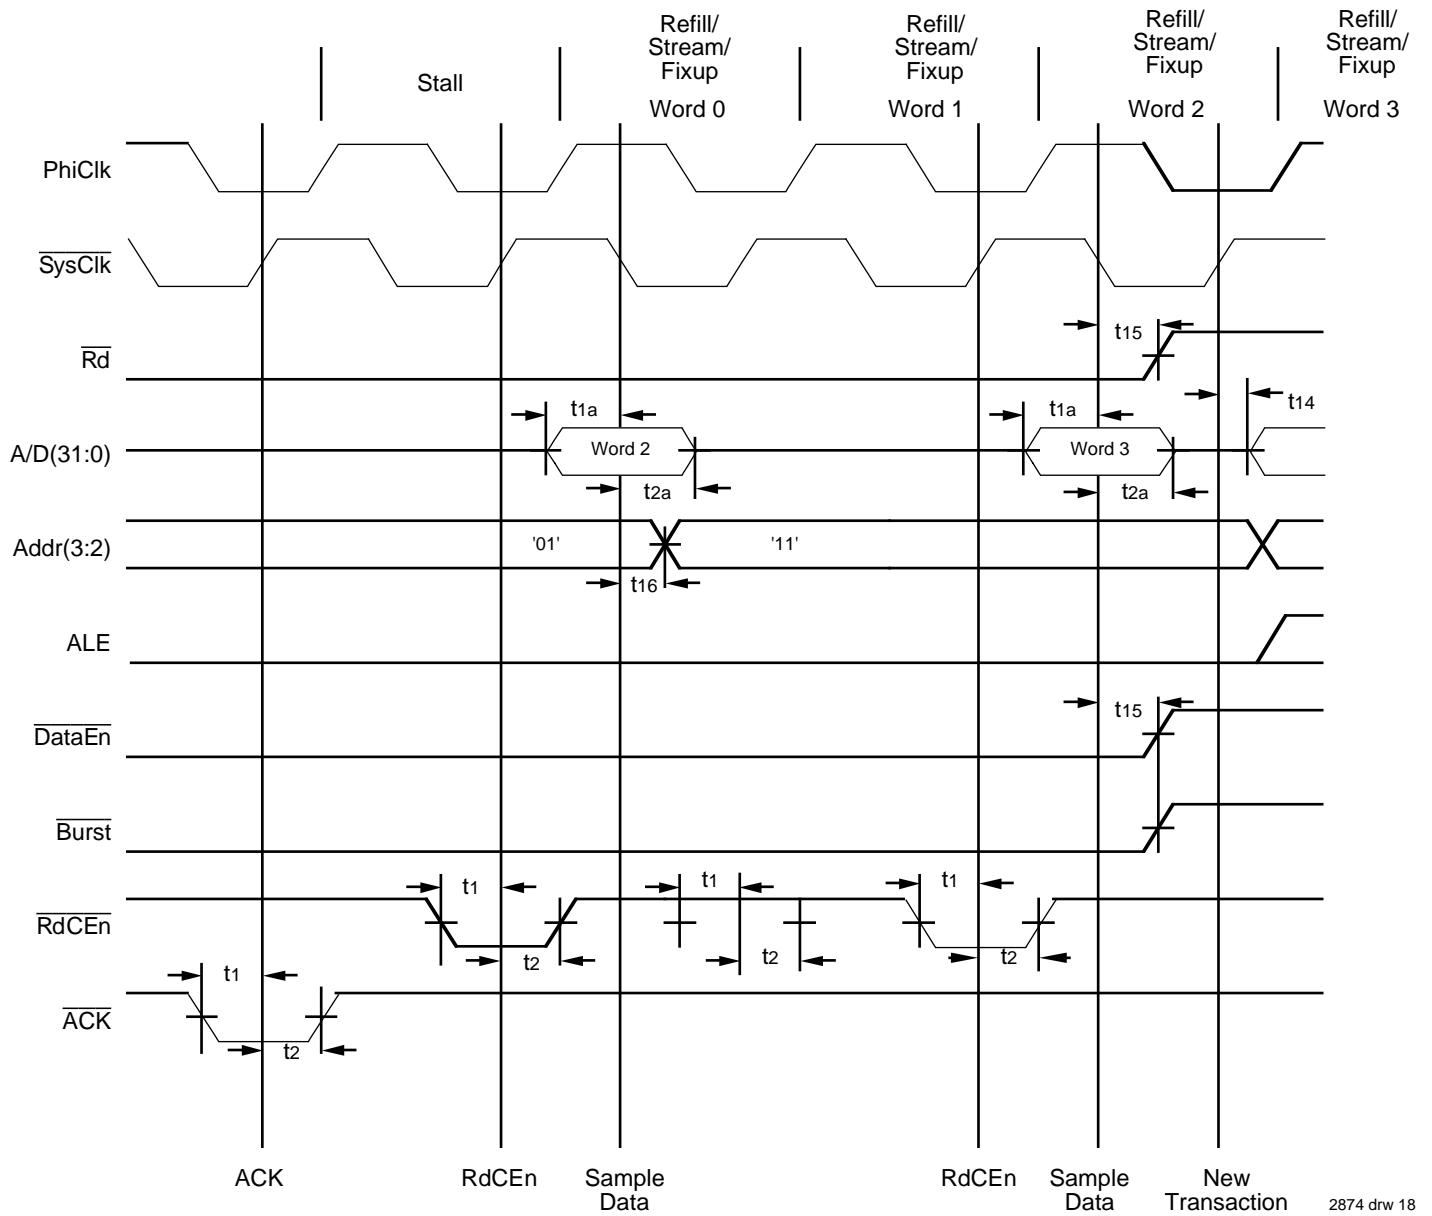 Refill/
Stream/
Fixup
Refill/
Stream/
Fixup
Refill/
Stream/
Fixup
Refill/
Stream/
Fixup
Stall
Word 0
Word 1
Word 2
Word 3
PhiClk
SysClk
t15
Rd
t1a
t1a
t14
A/D(31:0)
Word 2
Word 3
t2a
t2a
Addr(3:2)
'01'
'11'
t16
ALE
t15
DataEn
Burst
t1
t1
t1
RdCEn
t2
t2
t2
t1
ACK
t2
ACK
RdCEn
Sample
Data
RdCEn
Sample
Data
New
Transaction
2874 drw 18